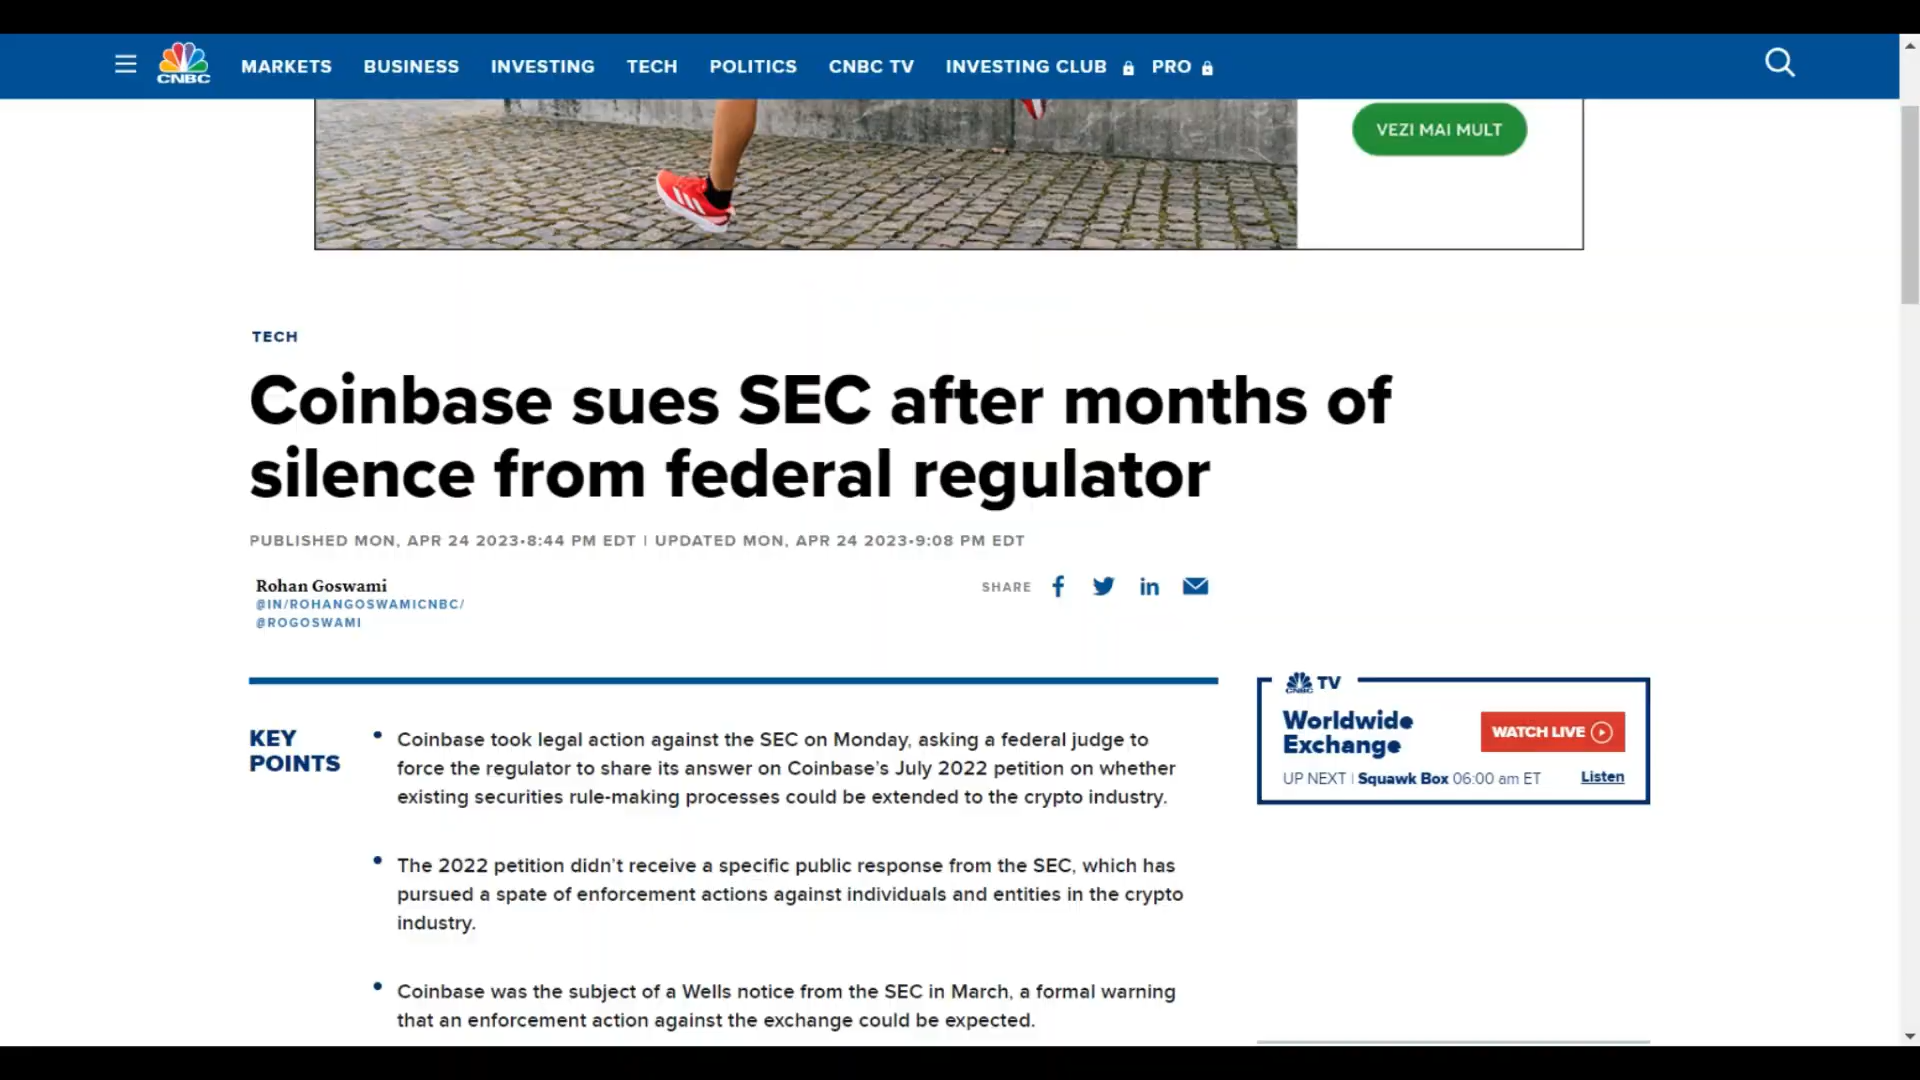 CNBC
MARKETS BUSINESS INVESTING TECH POLITICS CNBC TV INVESTING CLUB PRO
VEZI MAI MULT
TECH
Coinbase sues SEC after months of
silence from federal regulator
PUBLISHED MON, APR 24 2023•8:44 PM EDT | UPDATED MON, APR 24 2023•9:08 PM EDT
Rohan Goswami
@IN/ROHANGOSWAMICNBC/
@ROGOSWAMI
SHARE
KEY
POINTS
• Coinbase took legal action against the SEC on Monday, asking a federal judge to
force the regulator to share its answer on Coinbase's July 2022 petition on whether
existing securities rule-making processes could be extended to the crypto industry.
• The 2022 petition didn't receive a specific public response from the SEC, which has
pursued a spate of enforcement actions against individuals and entities in the crypto
industry.
• Coinbase was the subject of a Wells notice from the SEC in March, a formal warning
that an enforcement action against the exchange could be expected.
CNBC TV
Worldwide
Exchange
WATCH LIVE
UP NEXT | Squawk Box 06:00 am ET
Listen